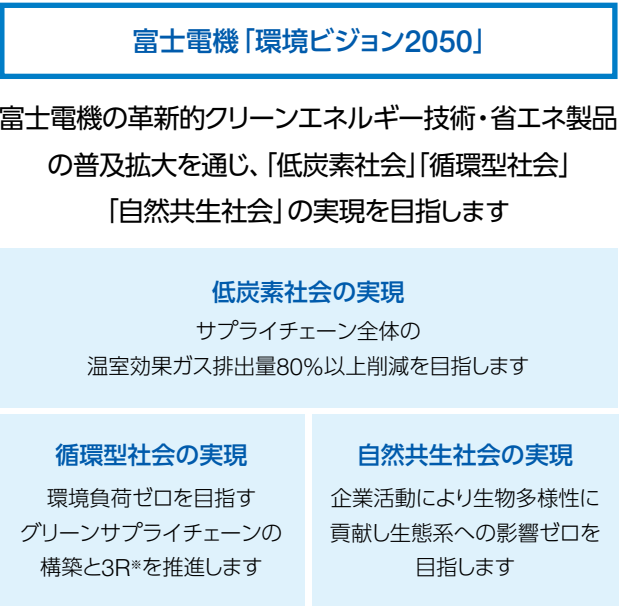 富士電機「環境ビジョン2050」
富士電機の革新的クリーンエネルギー技術・省エネ製品
の普及拡大を通じ、「低炭素社会」「循環型社会」
「自然共生社会」の実現を目指します
低炭素社会の実現
サプライチェーン全体の
温室効果ガス排出量80%以上削減を目指します
循環型社会の実現
環境負荷ゼロを目指す
グリーンサプライチェーンの
構築と3R※を推進します
自然共生社会の実現
企業活動により生物多様性に
貢献し生態系への影響ゼロを
目指します